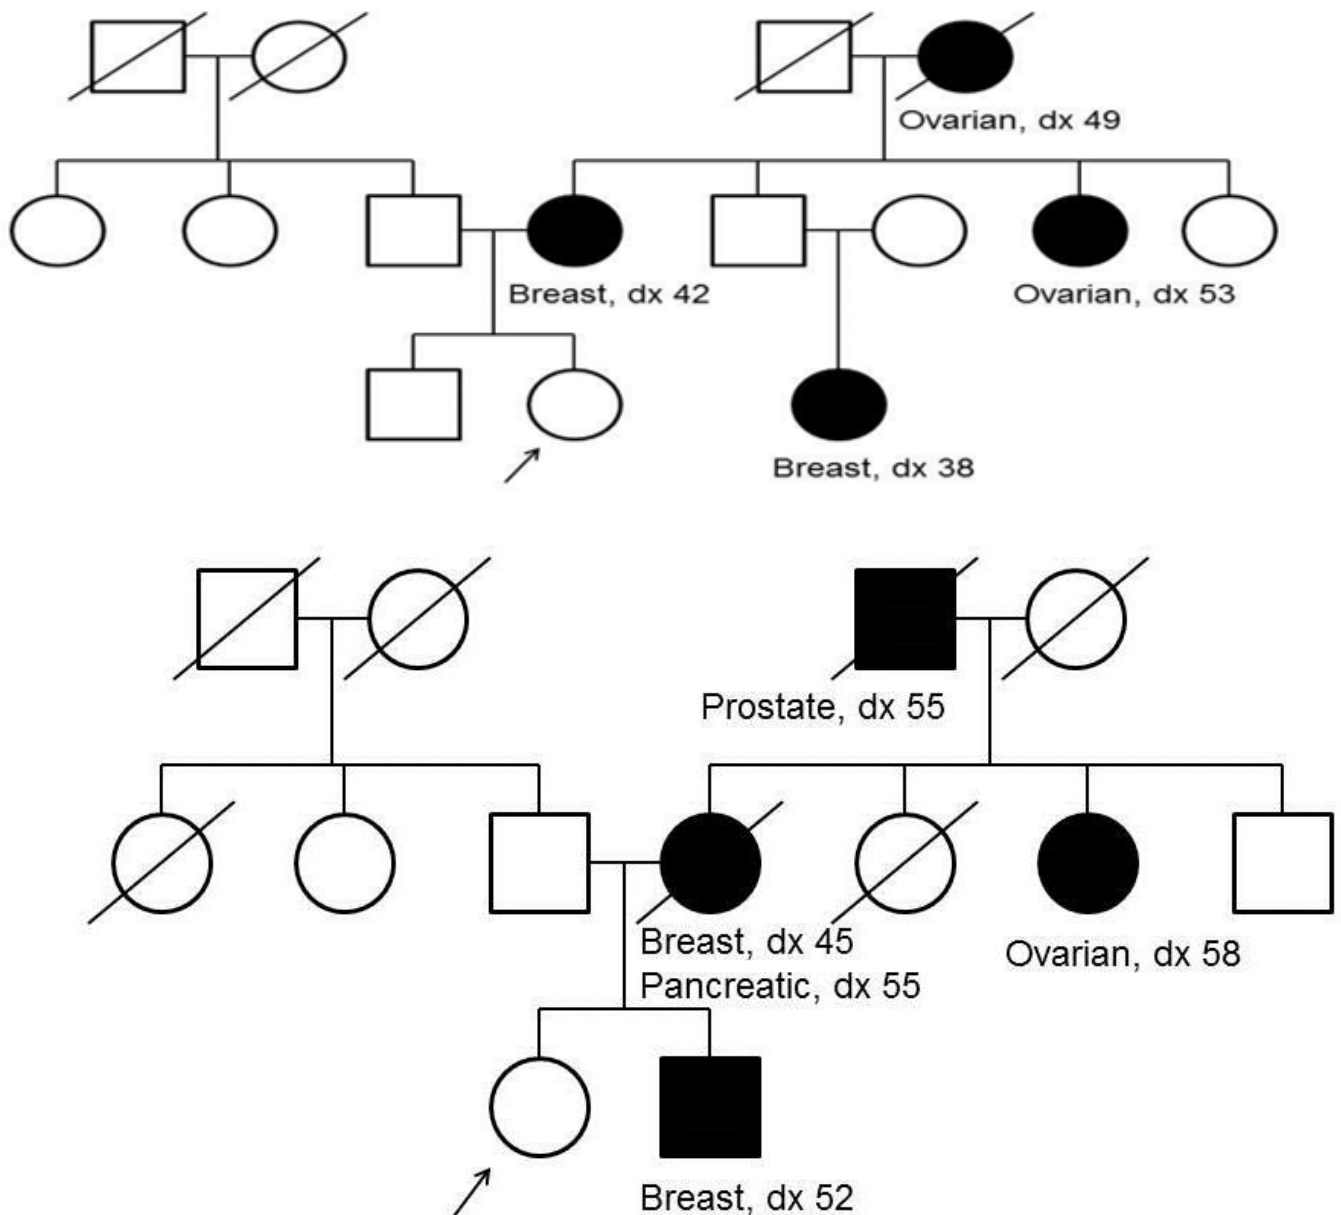 Ovarian, dx 49
Breast, dx 42
Ovarian, dx 53
Breast, dx 38
Prostate, dx 55
Breast, dx 45
Pancreatic, dx 55
Ovarian, dx 58
Breast, dx 52